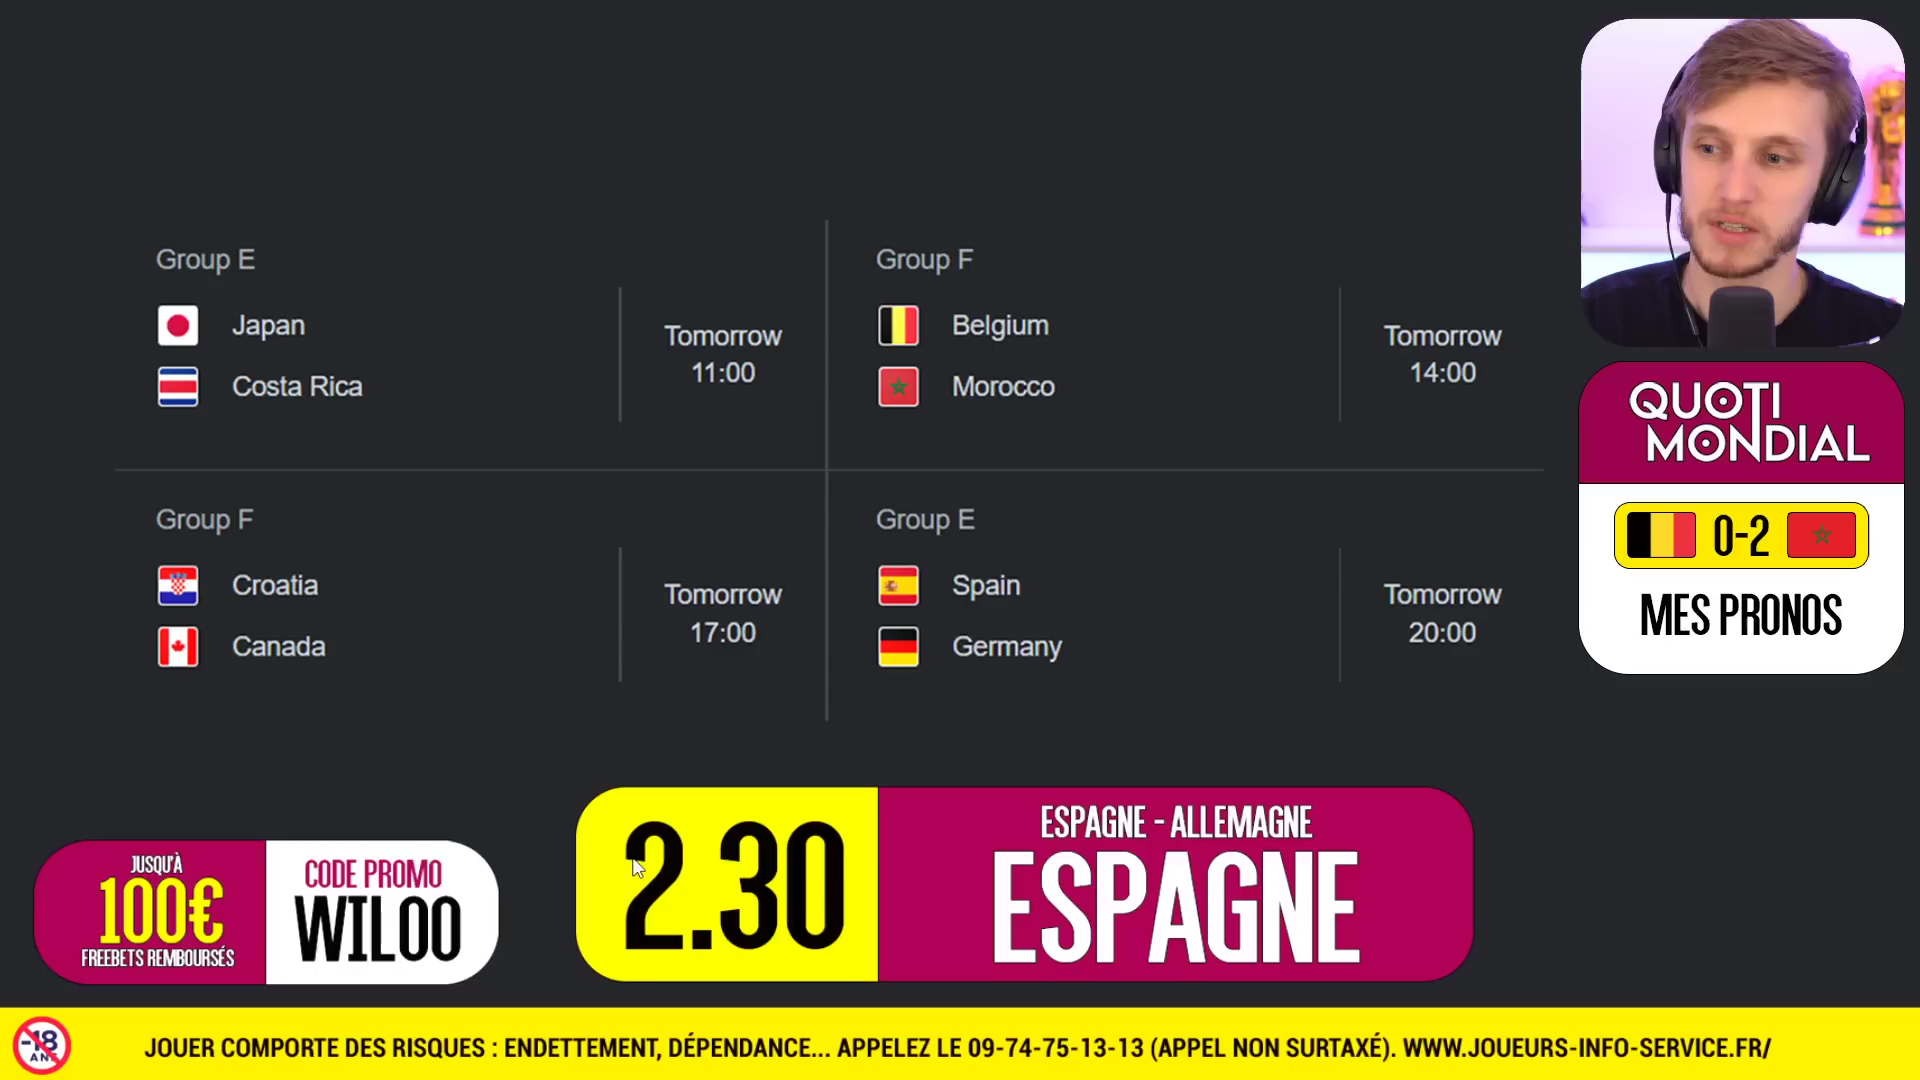 Group E
Japan
Costa Rica
Tomorrow
11:00
Group F
Belgium
Morocco
Tomorrow
14:00
Group F
Croatia
Canada
Tomorrow
17:00
Group E
Spain
Germany
Tomorrow
20:00
QUOTI
MONDIAL
0-2
MES PRONOS
JUSQU'À
100€
FREEBETS REMBOURSÉS
CODE PROMO
WILOO
2.30
ESPAGNE - ALLEMAGNE
ESPAGNE
-18
ANS
JOUER COMPORTE DES RISQUES : ENDETTEMENT, DÉPENDANCE... APPELEZ LE 09-74-75-13-13 (APPEL NON SURTAXÉ). WWW.JOUEURS-INFO-SERVICE.FR/